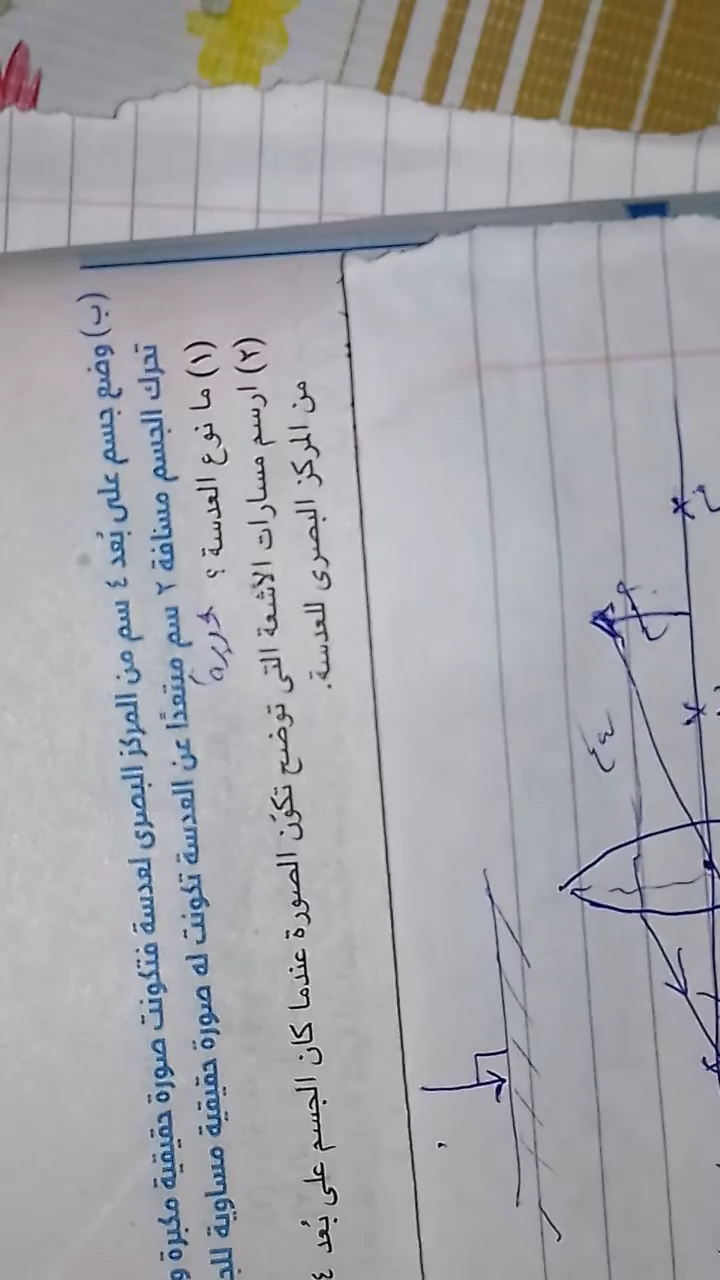 (ب) وضع جسم على بُعد ٤ سم من المركز البصرى لعدسة فتكونت صورة حقيقية مكبرة و
تحرك الجسم مسافة ٢ سم مبتعدًا عن العدسة تكونت له صورة حقيقية مساوية للج
(١) ما نوع العدسة ؟
(٢) ارسم مسارات الأشعة التى توضح تكوّن الصورة عندما كان الجسم على بُعد ٤
من المركز البصرى للعدسة.